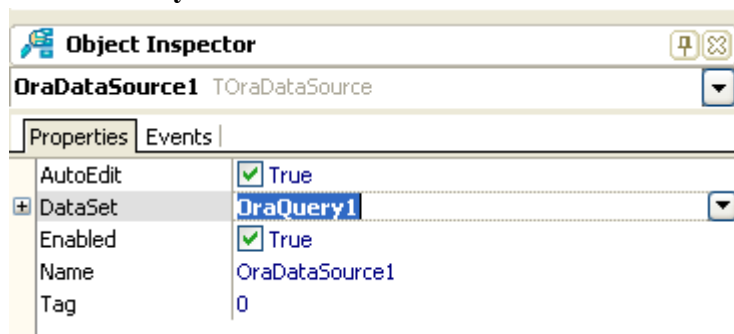 Object Inspector
OraDataSource1 TOraDataSource
Properties Events
AutoEdit True
DataSet OraQuery1
Enabled True
Name OraDataSource1
Tag 0